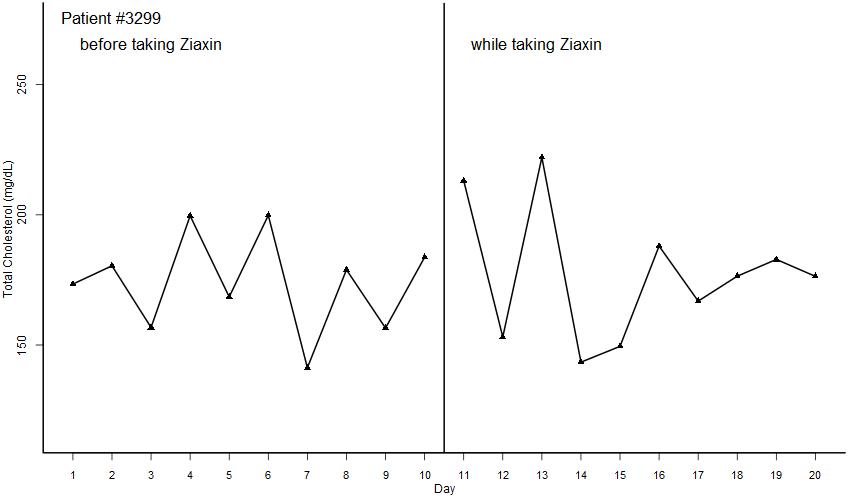 Patient #3299
before taking Ziaxin
while taking Ziaxin
Total Cholesterol (mg/dL)
250
200
150
1 2 3 4 5 6 7 8 9 10 11 12 13 14 15 16 17 18 19 20
Day